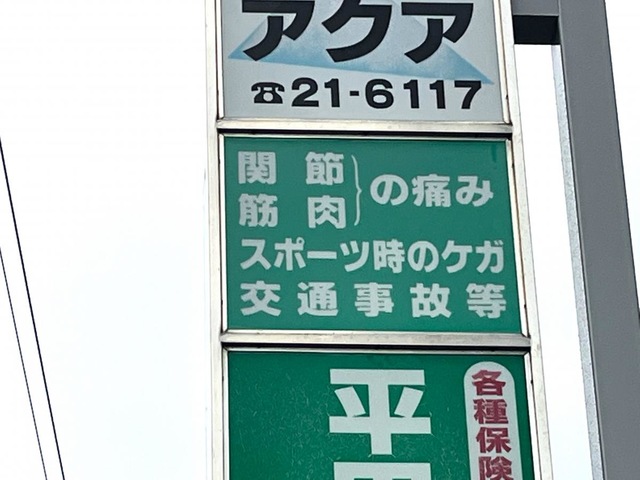 アクア
☎21-6117
関節
筋肉
の痛み
スポーツ時のケガ
交通事故等
平
各種保険